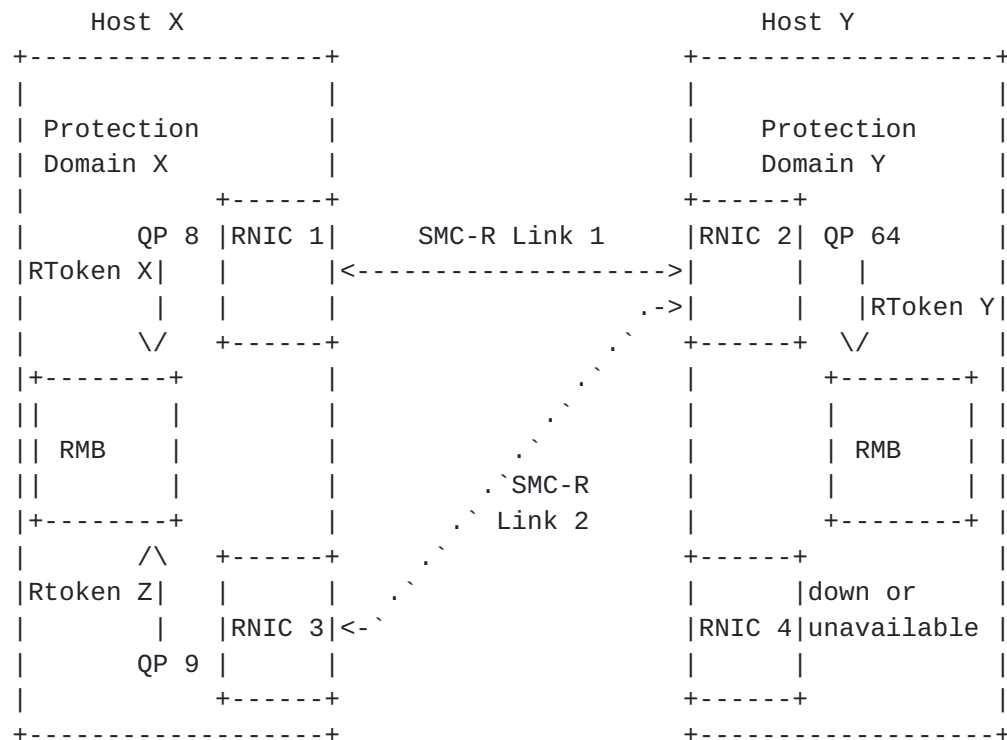 Host X Host Y
Protection Protection
Domain X Domain Y
QP 8 RNIC 1 SMC-R Link 1 RNIC 2 QP 64
RToken X
RToken Y
RMB RMB
SMC-R
Link 2
Rtoken Z down or
RNIC 3 RNIC 4 unavailable
QP 9